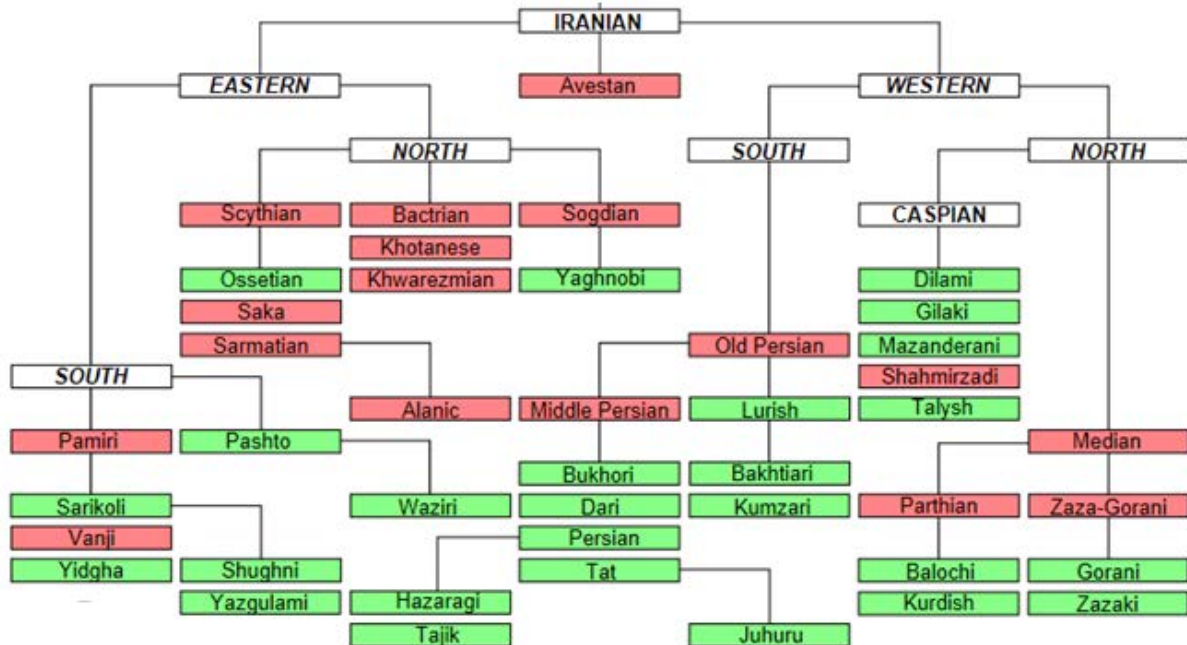 IRANIAN
EASTERN
Avestan
WESTERN
NORTH
SOUTH
NORTH
Scythian
Bactrian
Sogdian
CASPIAN
Khotanese
Ossetian
Khwarezmian
Yaghnobi
Dilami
Saka
Gilaki
Sarmatian
Old Persian
Mazanderani
SOUTH
Shahmirzadi
Alanic
Middle Persian
Lurish
Talysh
Pamiri
Pashto
Median
Bukhori
Bakhtiari
Sarikoli
Waziri
Dari
Kumzari
Parthian
Zaza-Gorani
Vanji
Persian
Yidgha
Shughni
Tat
Balochi
Gorani
Yazgulami
Hazaragi
Kurdish
Zazaki
Tajik
Juhuru